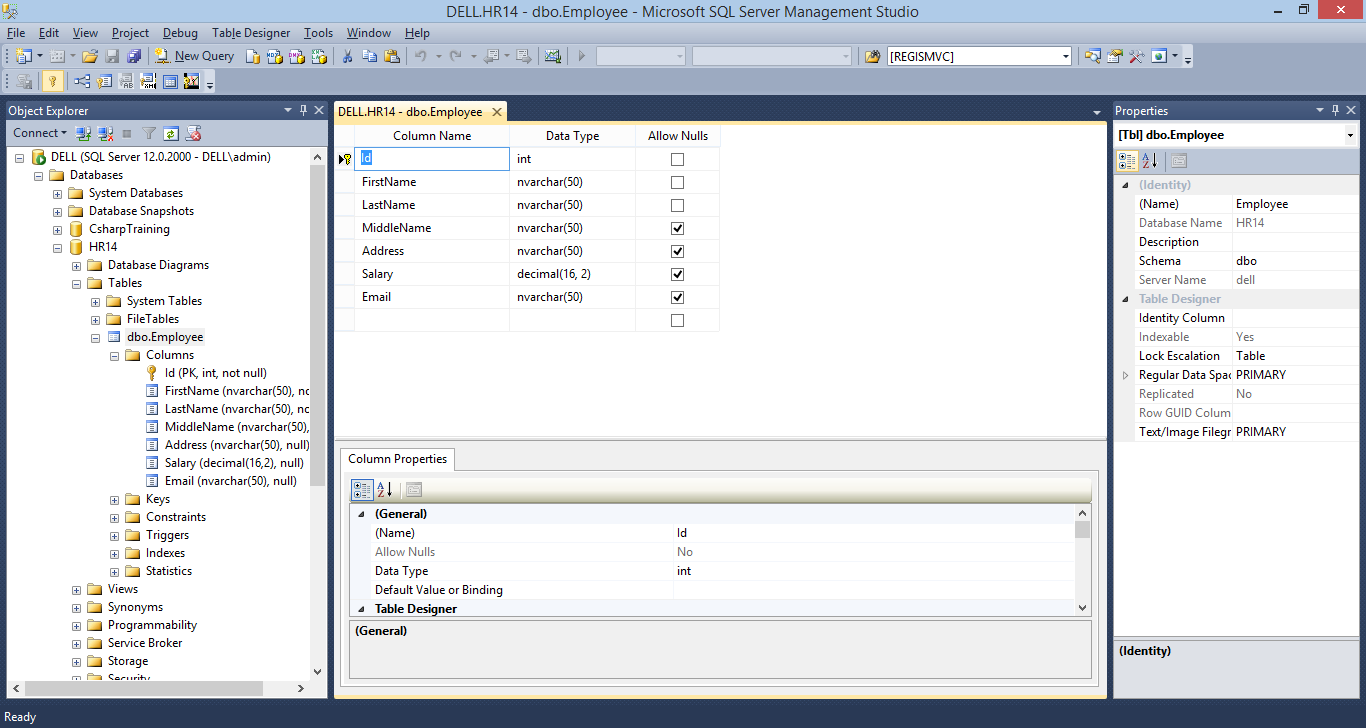 DELL.HR14 - dbo.Employee - Microsoft SQL Server Management Studio
File Edit View Project Debug Table Designer Tools Window Help
New Query [REGISMVC]
Object Explorer
Connect
DELL (SQL Server 12.0.2000 - DELL\admin)
Databases
System Databases
Database Snapshots
CsharpTraining
HR14
Database Diagrams
Tables
System Tables
FileTables
dbo.Employee
Columns
Id (PK, int, not null)
FirstName (nvarchar(50), no
LastName (nvarchar(50), no
MiddleName (nvarchar(50),
Address (nvarchar(50), null)
Salary (decimal(16,2), null)
Email (nvarchar(50), null)
Keys
Constraints
Triggers
Indexes
Statistics
Views
Synonyms
Programmability
Service Broker
Storage
Security
DELL.HR14 - dbo.Employee
Column Name Data Type Allow Nulls
Id int
FirstName nvarchar(50)
LastName nvarchar(50)
MiddleName nvarchar(50)
Address nvarchar(50)
Salary decimal(16, 2)
Email nvarchar(50)
Column Properties
(General)
(Name) Id
Allow Nulls No
Data Type int
Default Value or Binding
Table Designer
(General)
Properties
[Tbl] dbo.Employee
(Identity)
(Name) Employee
Database Name HR14
Description
Schema dbo
Server Name dell
Table Designer
Identity Column
Indexable Yes
Lock Escalation Table
Regular Data Spac PRIMARY
Replicated No
Row GUID Colum
Text/Image Filegr PRIMARY
(Identity)
Ready